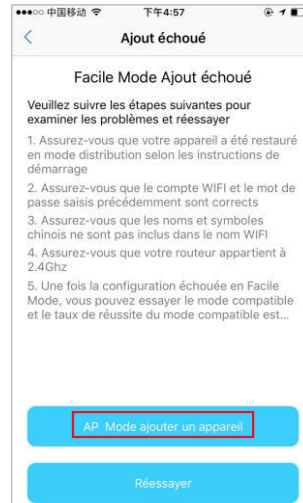 中国移动 下午4:57
Ajout échoué
Facile Mode Ajout échoué
Veuillez suivre les étapes suivantes pour
examiner les problèmes et réessayer
1. Assurez-vous que votre appareil a été restauré
en mode distribution selon les instructions de
démarrage
2. Assurez-vous que le compte WIFI et le mot de
passe saisis précédemment sont corrects
3. Assurez-vous que les noms et symboles
chinois ne sont pas inclus dans le nom WIFI
4. Assurez-vous que votre routeur appartient à
2.4Ghz
5. Une fois la configuration échouée en Facile
Mode, vous pouvez essayer le mode compatible
et le taux de réussite du mode compatible est...
AP Mode ajouter un appareil
Réessayer